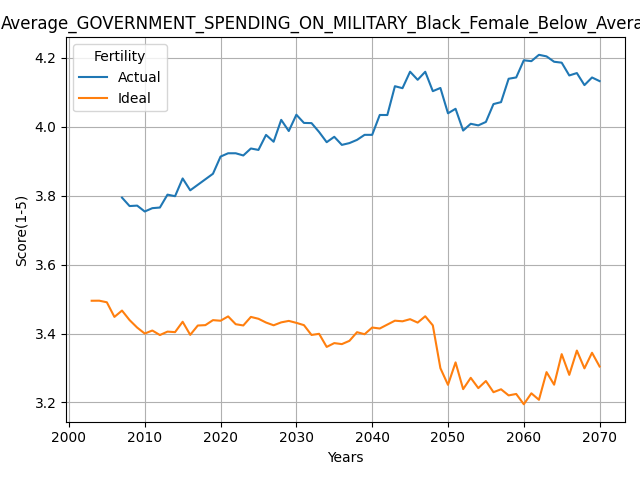 Average_GOVERNMENT_SPENDING_ON_MILITARY_Black_Female_Below_Avera
Fertility
Actual
Ideal
4.2
4.0
3.8
3.6
3.4
3.2
Score(1-5)
2000 2010 2020 2030 2040 2050 2060 2070
Years